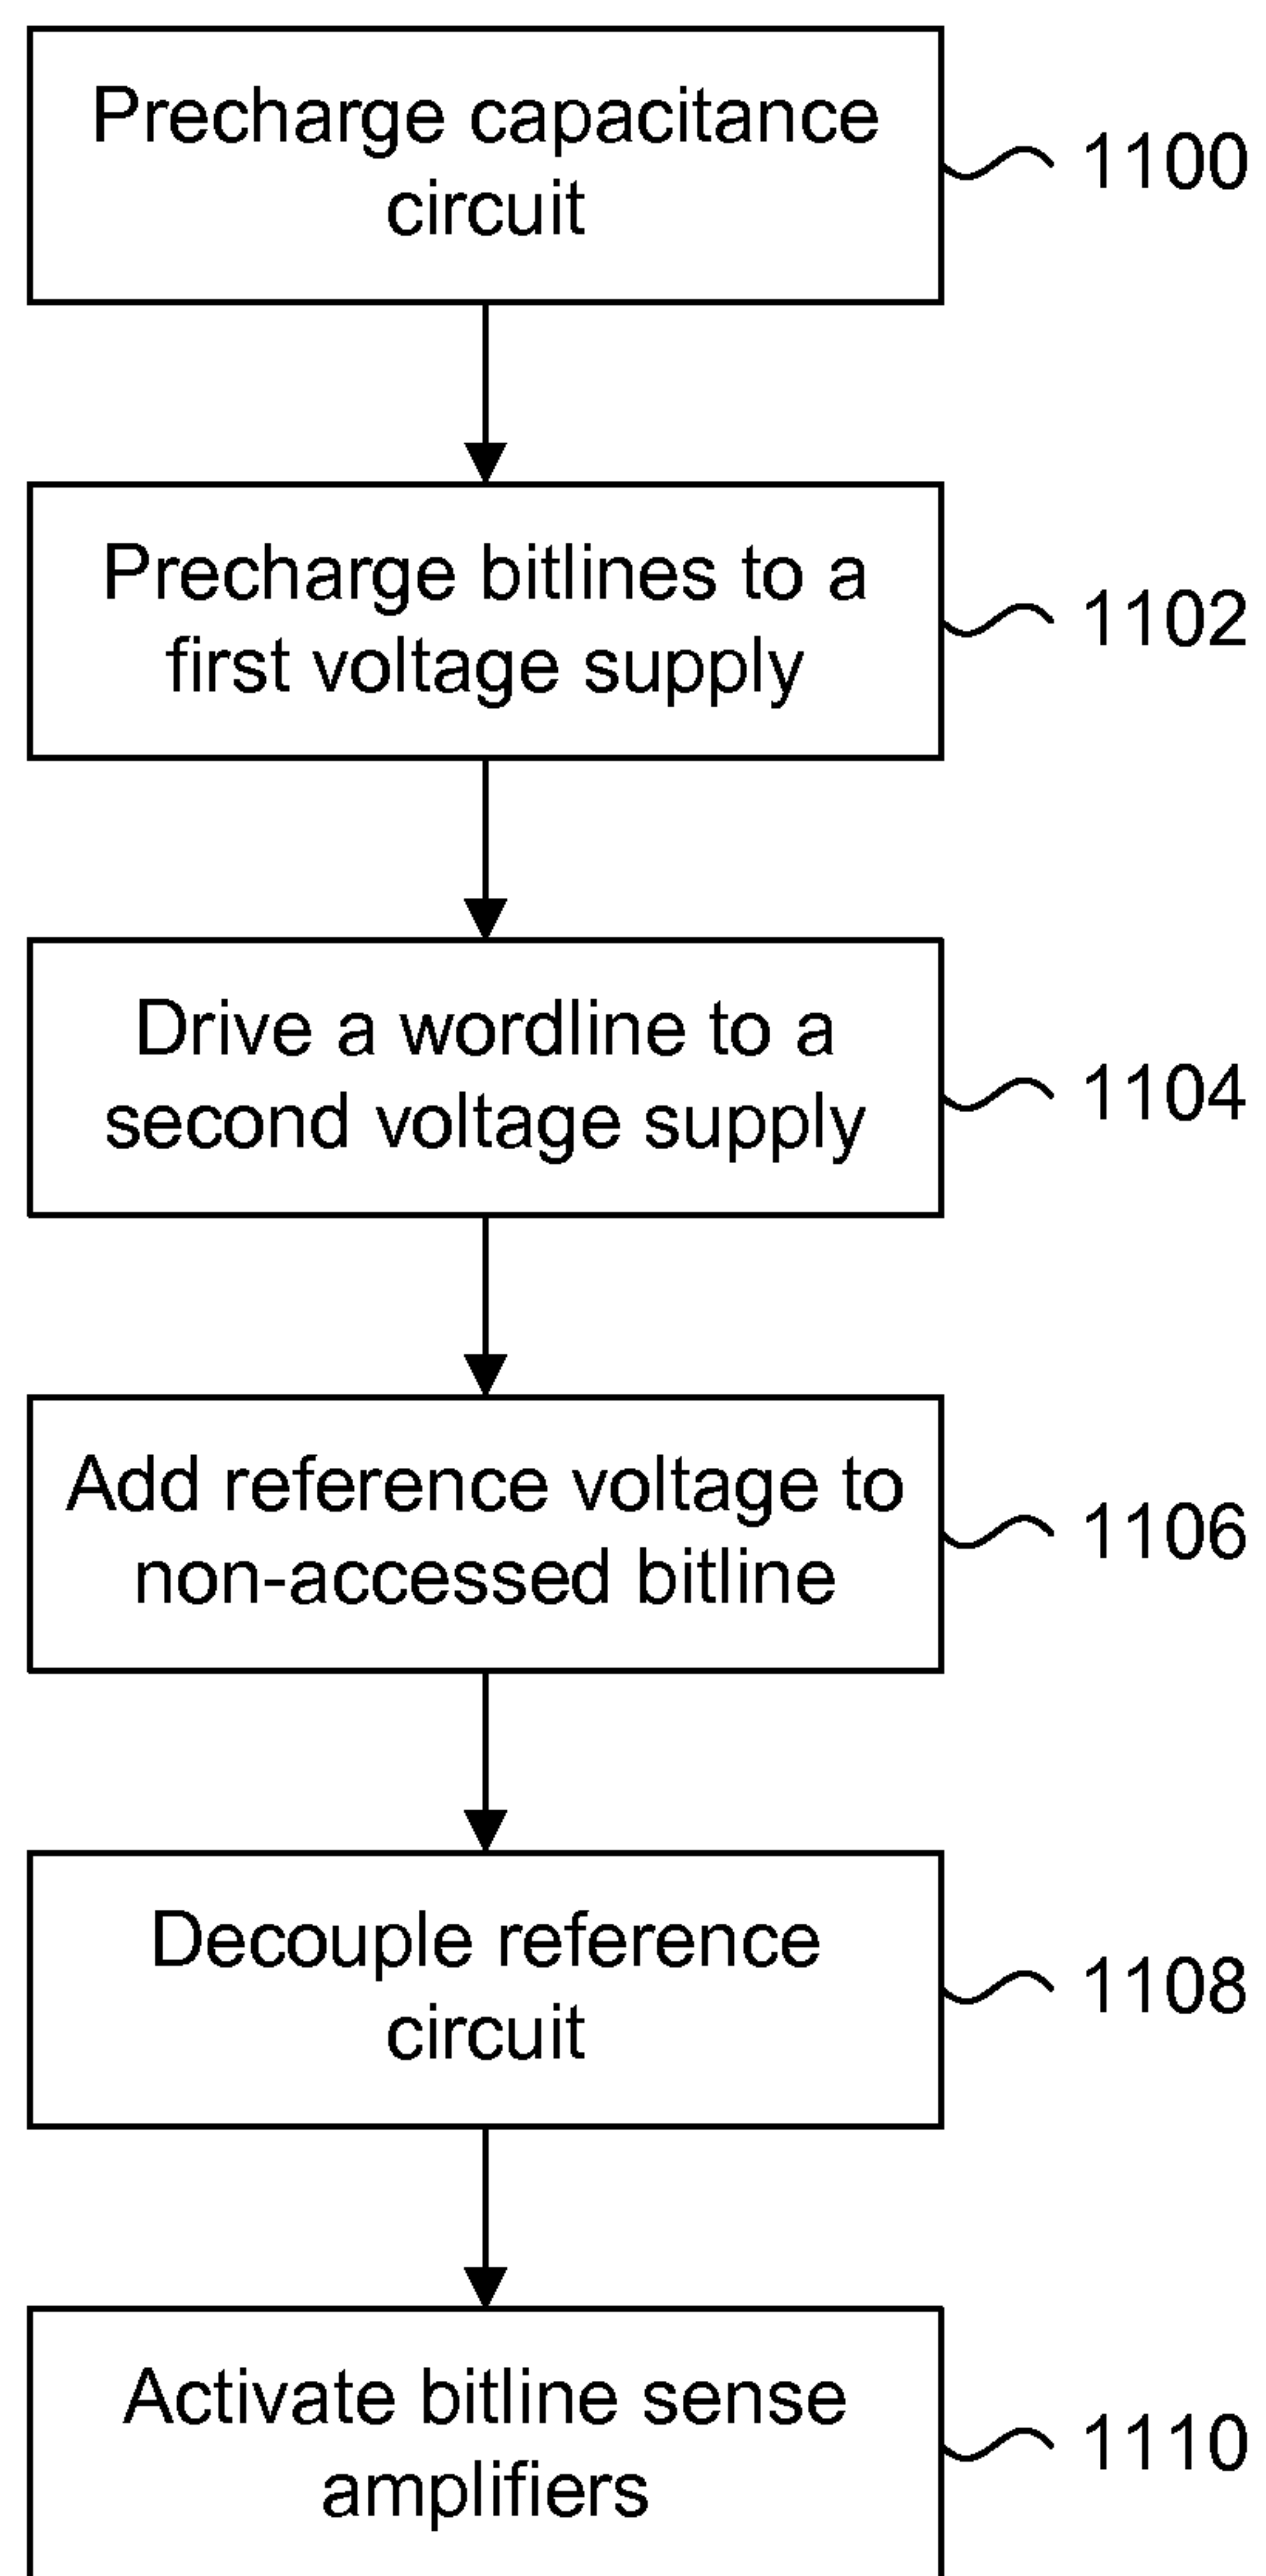 Precharge capacitance
circuit
1100
Precharge bitlines to a
first voltage supply
1102
Drive a wordline to a
second voltage supply
1104
Add reference voltage to
non-accessed bitline
1106
Decouple reference
circuit
1108
Activate bitline sense
amplifiers
1110